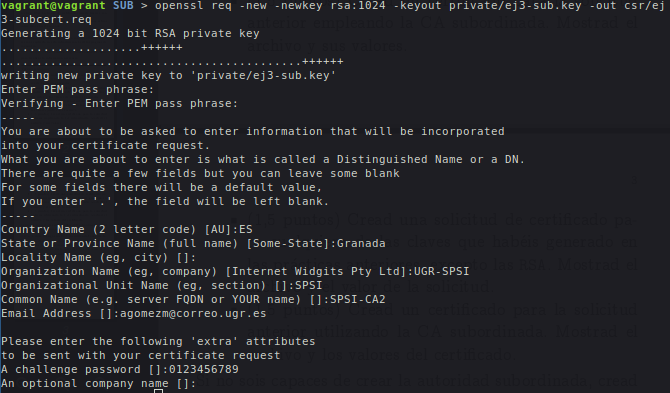 vagrant@vagrant SUB > openssl req -new -newkey rsa:1024 -keyout private/ej3-sub.key -out csr/ej
3-subcert.req
Generating a 1024 bit RSA private key
...................++++++
..........................................++++++
writing new private key to 'private/ej3-sub.key'
Enter PEM pass phrase:
Verifying - Enter PEM pass phrase:
-----
You are about to be asked to enter information that will be incorporated
into your certificate request.
What you are about to enter is what is called a Distinguished Name or a DN.
There are quite a few fields but you can leave some blank
For some fields there will be a default value,
If you enter '.', the field will be left blank.
-----
Country Name (2 letter code) [AU]:ES
State or Province Name (full name) [Some-State]:Granada
Locality Name (eg, city) []:
Organization Name (eg, company) [Internet Widgits Pty Ltd]:UGR-SPSI
Organizational Unit Name (eg, section) []:SPSI
Common Name (e.g. server FQDN or YOUR name) []:SPSI-CA2
Email Address []:agomezm@correo.ugr.es

Please enter the following 'extra' attributes
to be sent with your certificate request
A challenge password []:0123456789
An optional company name []: